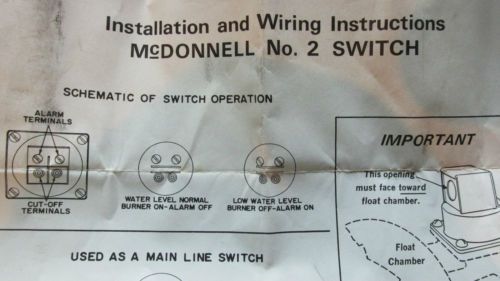 Installation and Wiring Instructions
McDONNELL No. 2 SWITCH
SCHEMATIC OF SWITCH OPERATION
ALARM
TERMINALS
CUT-OFF
TERMINALS
WATER LEVEL NORMAL
BURNER ON-ALARM OFF
LOW WATER LEVEL
BURNER OFF-ALARM ON
IMPORTANT
This opening
must face toward
float chamber.
Float
Chamber
USED AS A MAIN LINE SWITCH